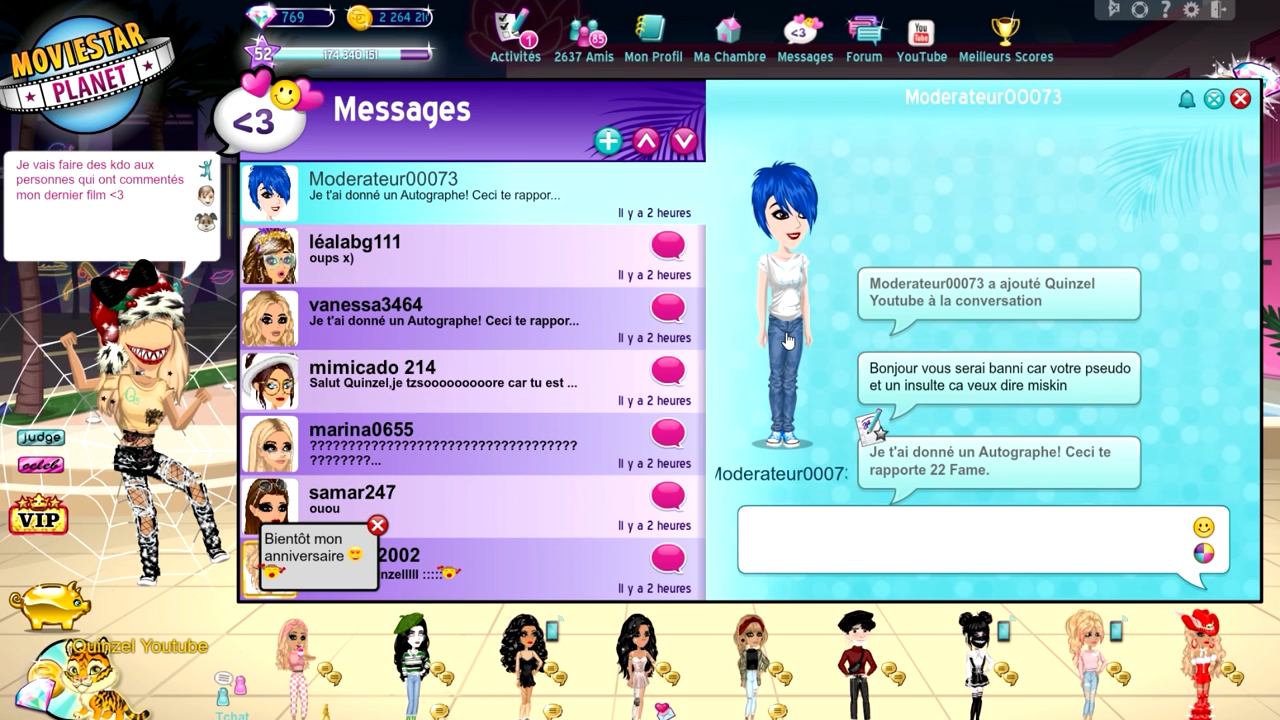 MOVIESTAR
PLANET
769
2 264 21
52
174 340 151
1
85
Activités
2637 Amis
Mon Profil
Ma Chambre
<3
Messages
Forum
You
Tube
YouTube
Meilleurs Scores
?
<3
Messages
Moderateur00073
Je vais faire des kdo aux
personnes qui ont commentés
mon dernier film <3
Moderateur00073
Je t'ai donné un Autographe! Ceci te rappor...
Il y a 2 heures
léalabg111
oups x)
Il y a 2 heures
vanessa3464
Je t'ai donné un Autographe! Ceci te rappor...
Il y a 2 heures
mimicado 214
Salut Quinzel,je tzsooooooooore car tu est ...
Il y a 2 heures
marina0655
???????????????????????????????????
????????...
Il y a 2 heures
samar247
ouou
Il y a 2 heures
2002
nzelllll :::::
Il y a 2 heures
Bientôt mon
anniversaire
Moderateur00073 a ajouté Quinzel
Youtube à la conversation
Bonjour vous serai banni car votre pseudo
et un insulte ca veux dire miskin
Je t'ai donné un Autographe! Ceci te
rapporte 22 Fame.
Moderateur0007
judge
celeb
VIP
Quinzel Youtube
Tchat